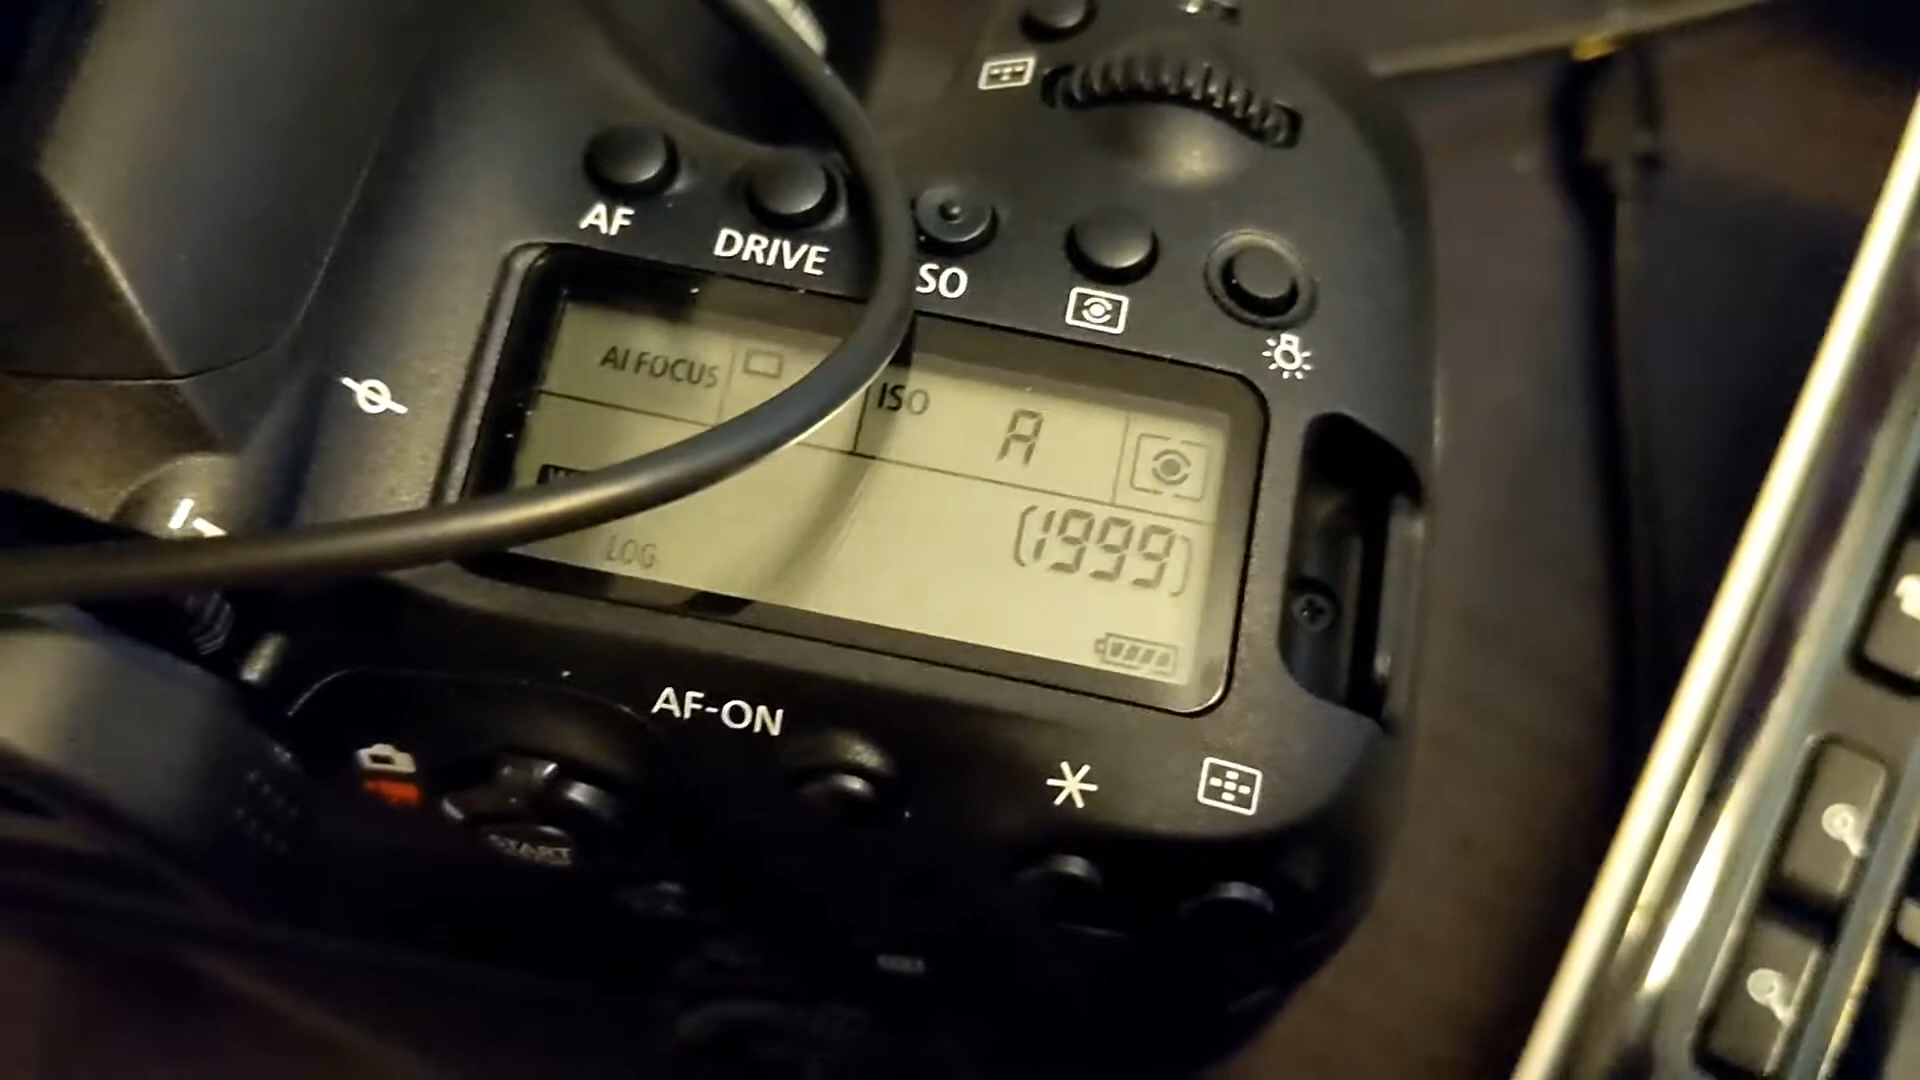 AF
DRIVE
SO
AI FOCUS
ISO
A
(1999)
LOG
AF-ON
START